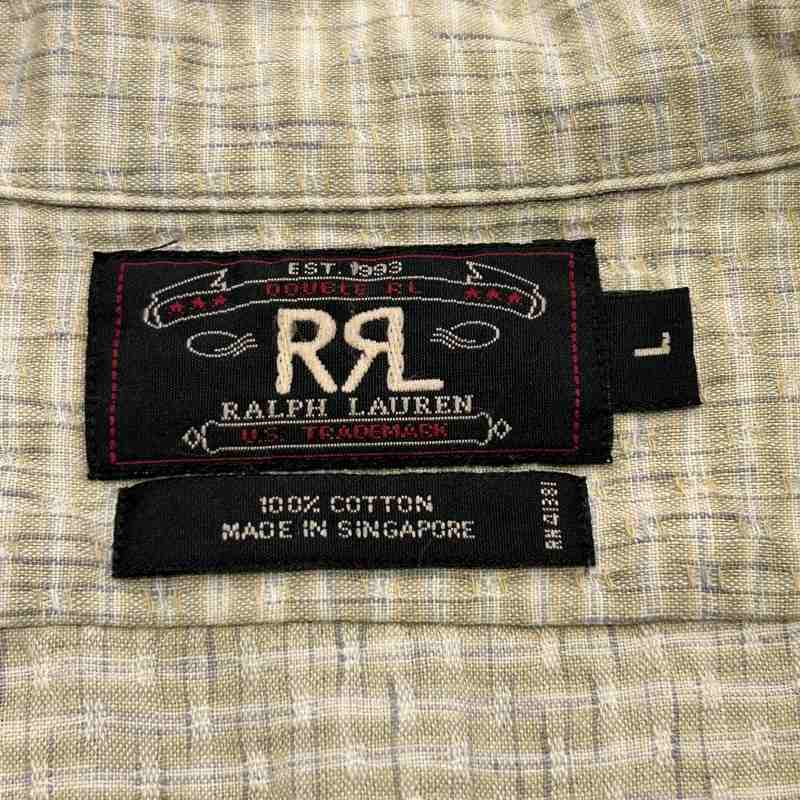 EST 1993
DOUBLE RL
RRL
RALPH LAUREN
U.S. TRADEMARK
L
100% COTTON
MADE IN SINGAPORE
RN 41381